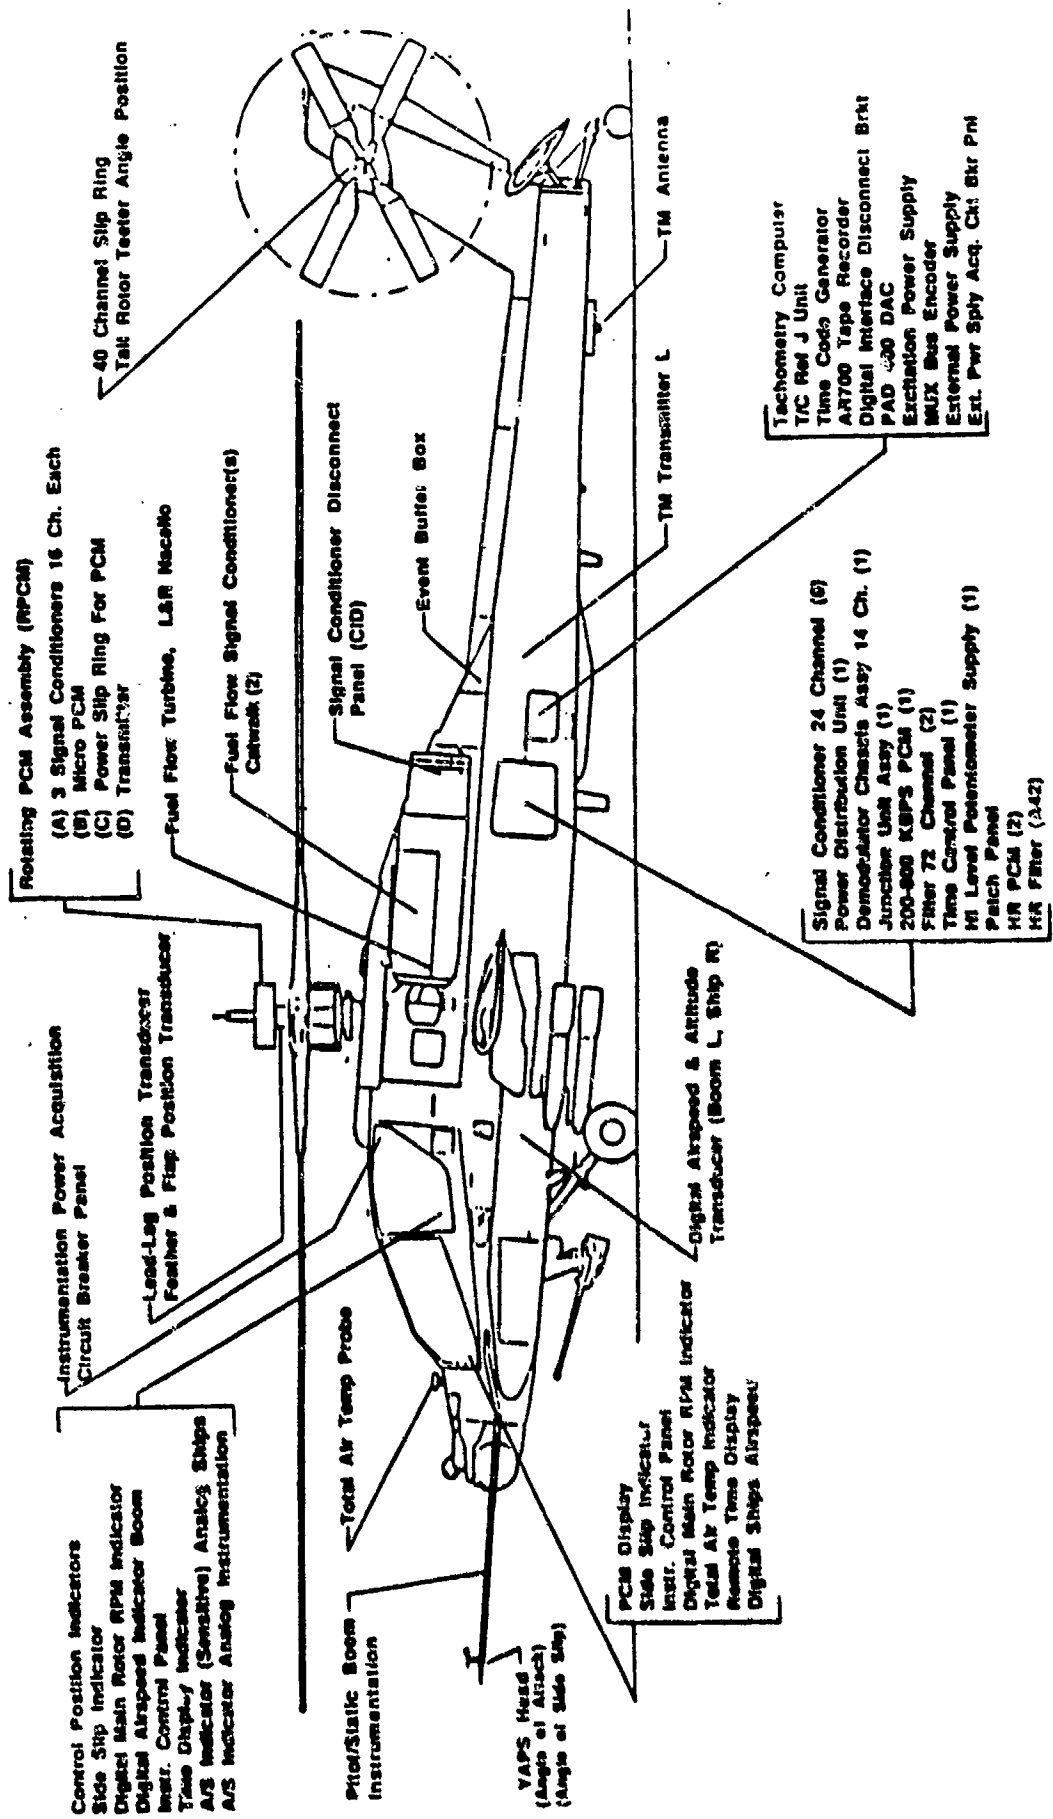 Control Position Indicators
Side Slip Indicator
Digital Main Rotor RPM Indicator
Digital Airspeed Indicator Boom
Instr. Control Panel
Time Display Indicator
A/S Indicator (Sensitive) Analog Ships
A/S Indicator Analog Instrumentation
Instrumentation Power Acquisition
Circuit Breaker Panel
Lead-Lag Position Transducer
Feather & Flap Position Transducer
Rotating PCM Assembly (RPCM)
(A) 3 Signal Conditioners 16 Ch. Each
(B) Micro PCM
(C) Power Slip Ring For PCM
(D) Transmitter
Fuel Flow Turbine, L&R Nacelle
Fuel Flow Signal Conditioner(s)
Catwalk (2)
Signal Conditioner Disconnect
Panel (CID)
Event Buffer Box
40 Channel Slip Ring
Tail Rotor Teeter Angle Position
Total Air Temp Probe
Pitot/Static Boom
Instrumentation
YAPS Head
(Angle of Attack)
(Angle of Side Slip)
PCM Display
Side Slip Indicator
Instr. Control Panel
Digital Main Rotor RPM Indicator
Total Air Temp Indicator
Remote Time Display
Digital Ships Airspeed
Digital Airspeed & Altitude
Transducer (Boom L, Ship R)
Signal Conditioner 24 Channel (6)
Power Distribution Unit (1)
Demodulator Chassis Assy 14 Ch. (1)
Junction Unit Assy (1)
200-800 KBPS PCM (1)
Filter 72 Channel (2)
Time Control Panel (1)
Hi Level Potentometer Supply (1)
Patch Panel
HR PCM (2)
HR Filter (A42)
TM Transmitter L
TM Antenna
Tachometry Computer
T/C Ref J Unit
Time Code Generator
AR700 Tape Recorder
Digital Interface Disconnect Brkt
PAD DAC
Excitation Power Supply
MUX Bus Encoder
External Power Supply
Ext. Pwr Sply Acq. Ckt Bkr Pnl